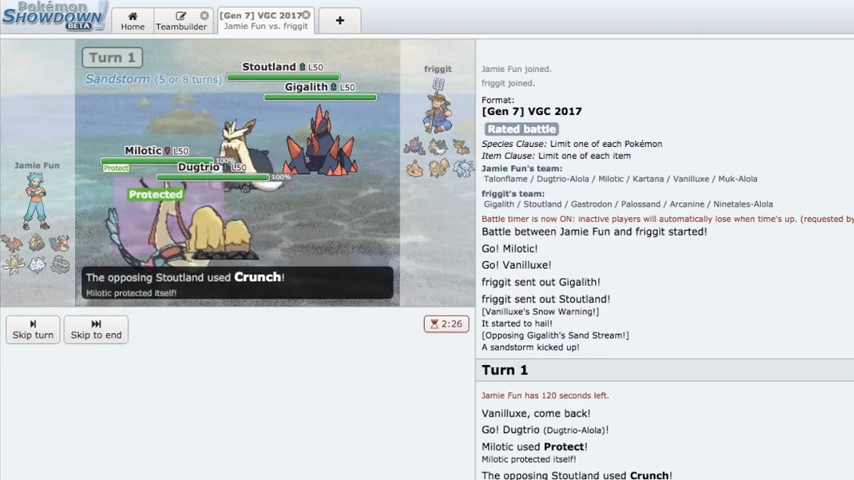 Pokémon
Showdown
BETA
Home
Teambuilder
[Gen 7] VGC 2017
Jamie Fun vs. friggit
Turn 1
Sandstorm (5 or 8 turns)
Stoutland L50
Gigalith L50
friggit
Milotic L50
100%
Protect
Dugtrio L50
100%
Jamie Fun
Protected
The opposing Stoutland used Crunch!
Milotic protected itself!
Skip turn
Skip to end
2:26
Jamie Fun joined.
friggit joined.
Format:
[Gen 7] VGC 2017
Rated battle
Species Clause: Limit one of each Pokémon
Item Clause: Limit one of each item
Jamie Fun's team:
Talonflame / Dugtrio-Alola / Milotic / Kartana / Vanilluxe / Muk-Alola
friggit's team:
Gigalith / Stoutland / Gastrodon / Palossand / Arcanine / Ninetales-Alola
Battle timer is now ON: inactive players will automatically lose when time's up. (requested by
Battle between Jamie Fun and friggit started!
Go! Milotic!
Go! Vanilluxe!
friggit sent out Gigalith!
friggit sent out Stoutland!
[Vanilluxe's Snow Warning!]
It started to hail!
[Opposing Gigalith's Sand Stream!]
A sandstorm kicked up!
Turn 1
Jamie Fun has 120 seconds left.
Vanilluxe, come back!
Go! Dugtrio (Dugtrio-Alola)!
Milotic used Protect!
Milotic protected itself!
The opposing Stoutland used Crunch!